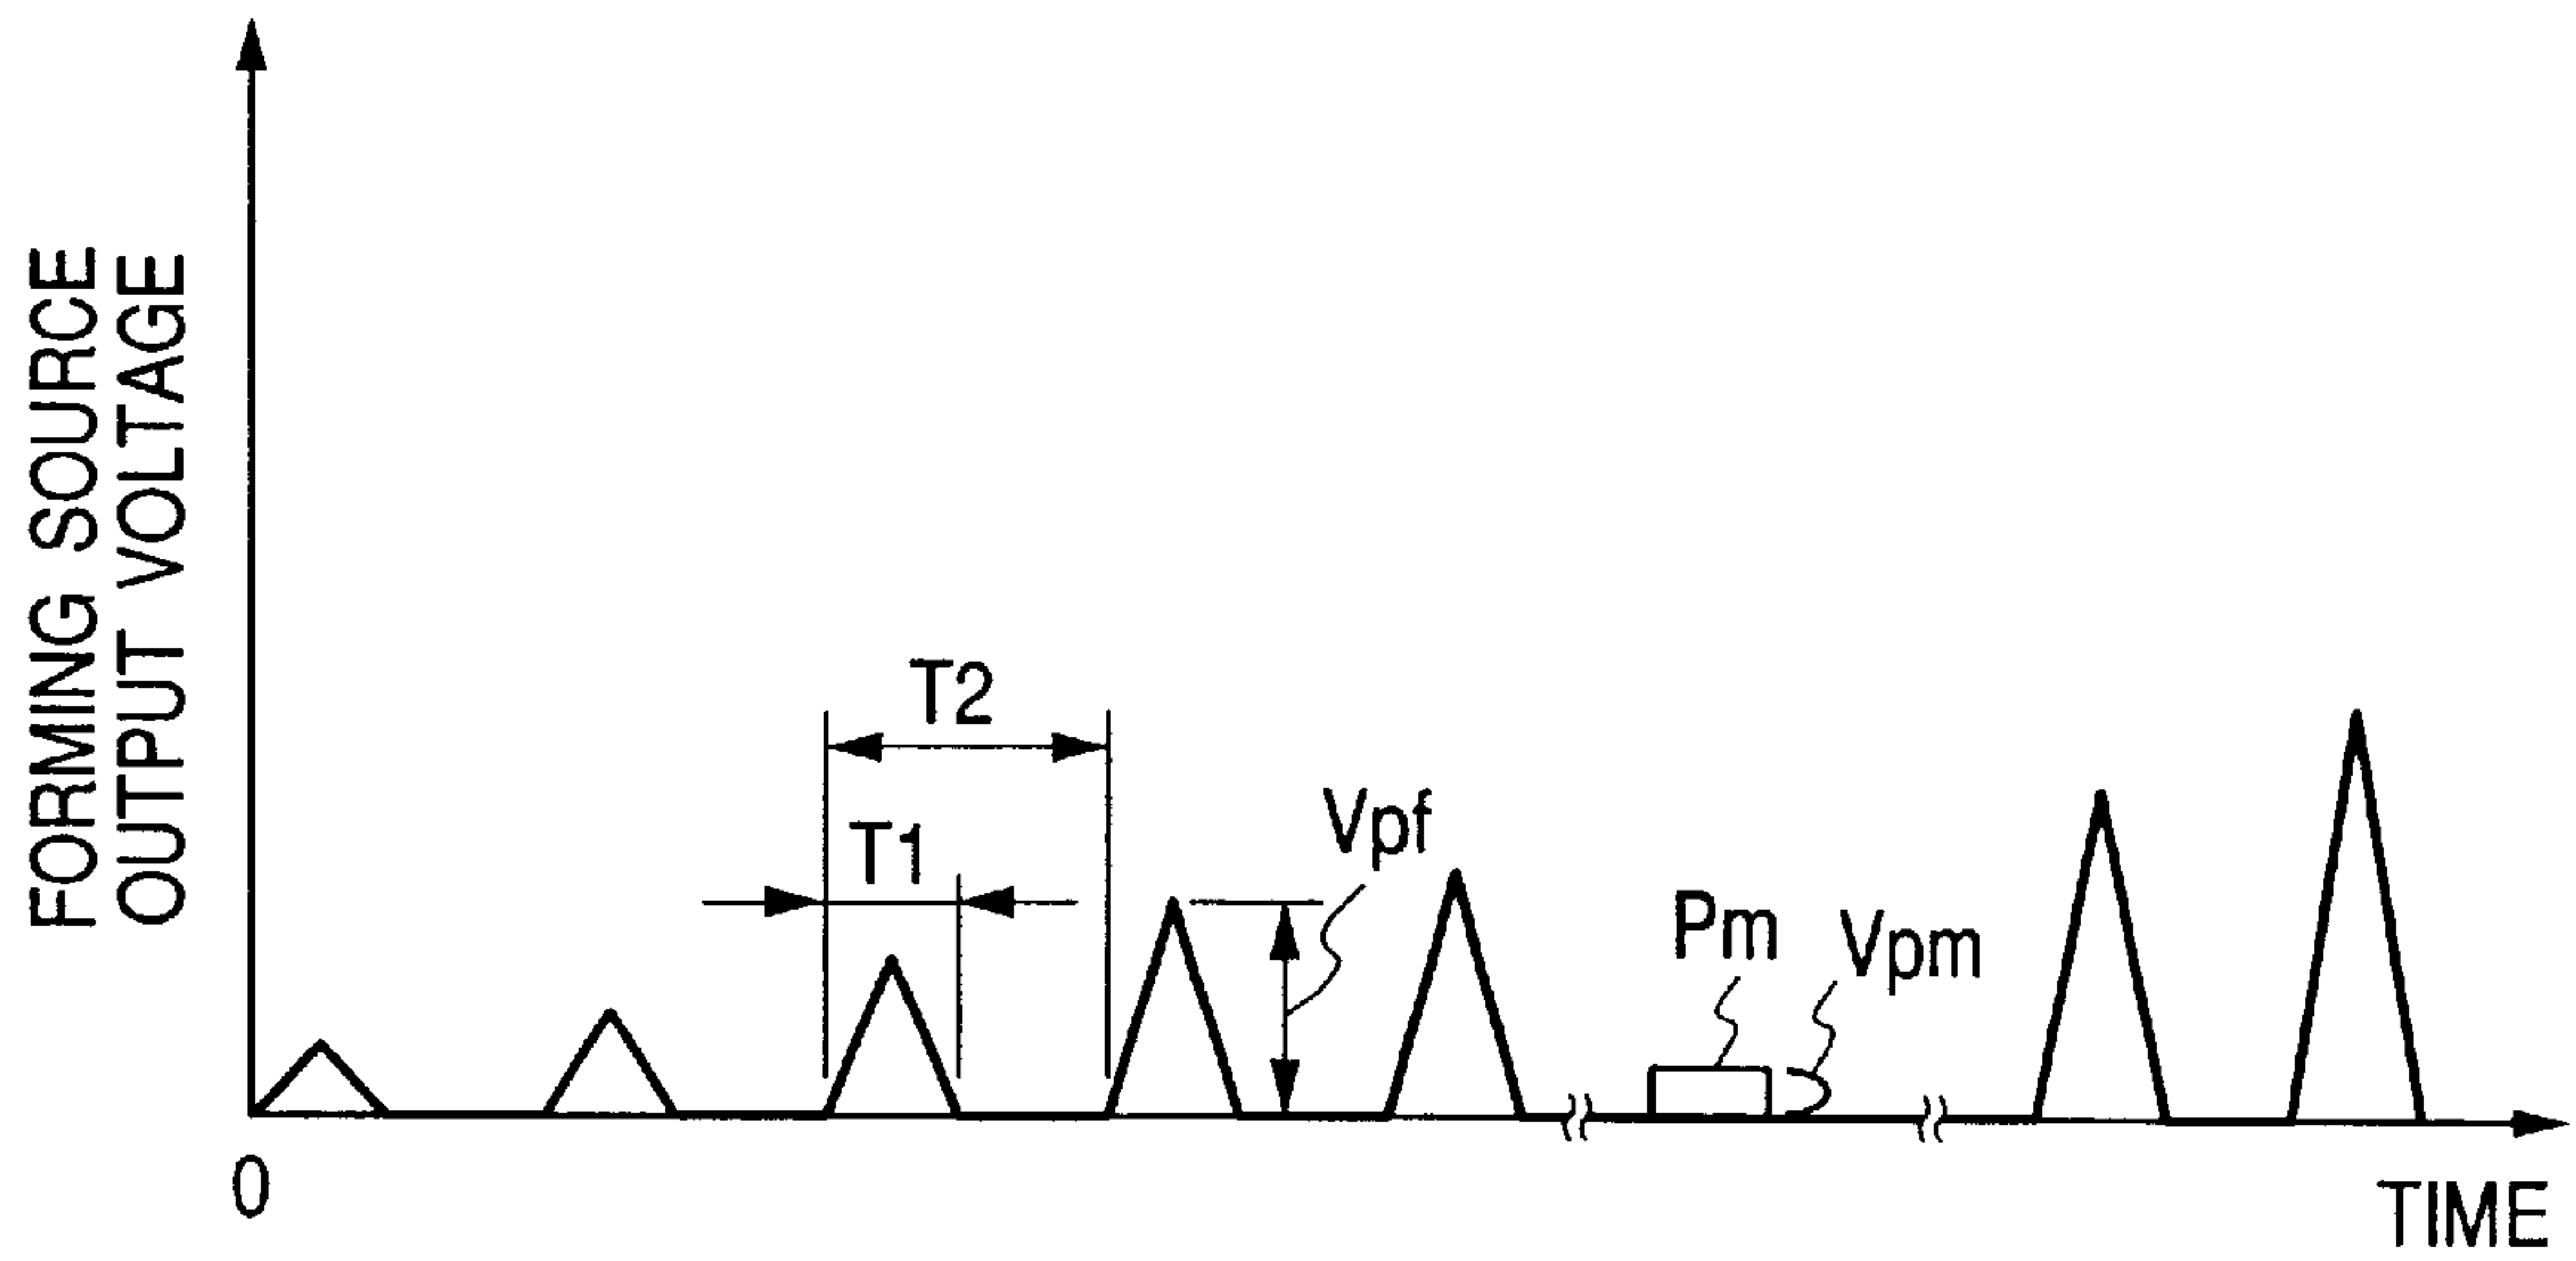 FORMING SOURCE
OUTPUT VOLTAGE
T2
T1
Vpf
Pm
Vpm
0
TIME